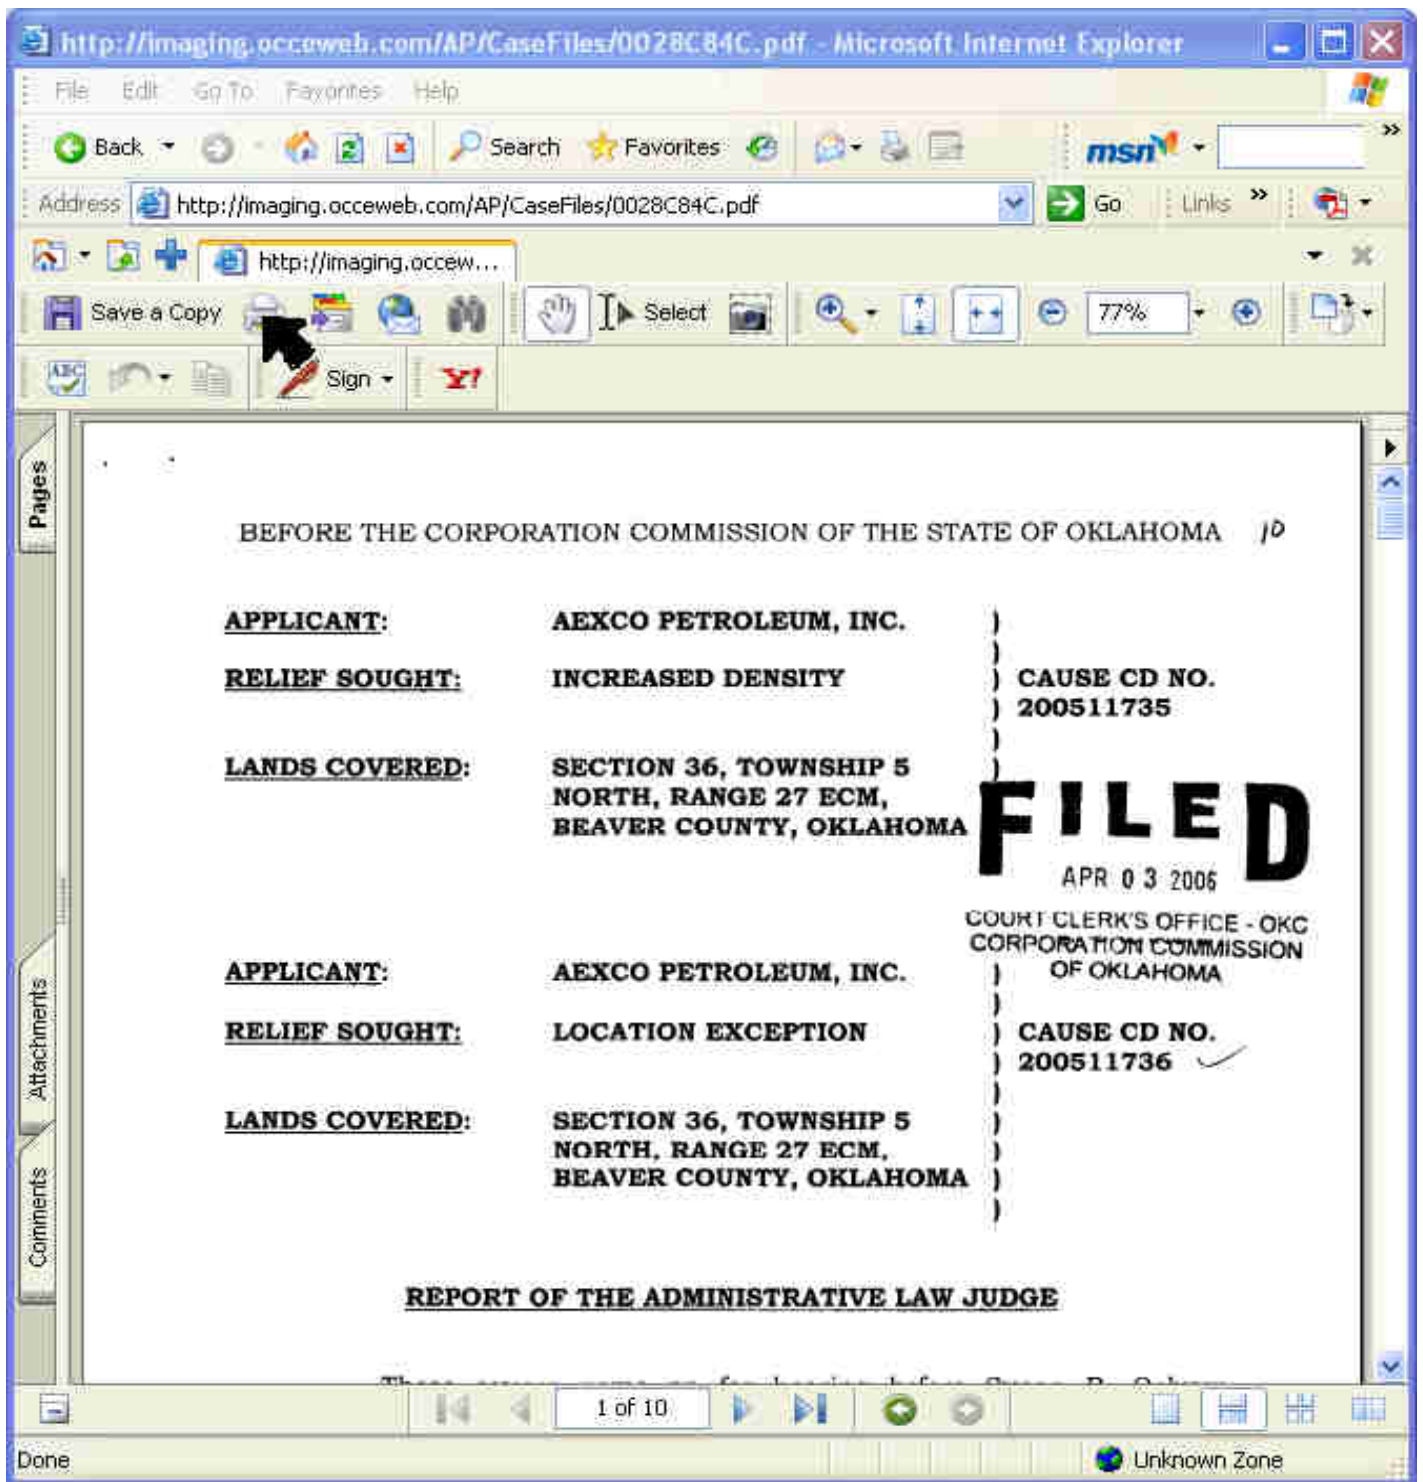 http://imaging.occeweb.com/AP/CaseFiles/0028C84C.pdf - Microsoft Internet Explorer
File Edit Go To Favorites Help
Back Search Favorites msn
Address http://imaging.occeweb.com/AP/CaseFiles/0028C84C.pdf Go Links
http://imaging.occew...
Save a Copy Select 77%
ABC Sign Y!
Pages
BEFORE THE CORPORATION COMMISSION OF THE STATE OF OKLAHOMA 10
APPLICANT: AEXCO PETROLEUM, INC. )
)
RELIEF SOUGHT: INCREASED DENSITY ) CAUSE CD NO.
) 200511735
)
LANDS COVERED: SECTION 36, TOWNSHIP 5 )
NORTH, RANGE 27 ECM,
BEAVER COUNTY, OKLAHOMA
FILED
APR 03 2006
COURT CLERK'S OFFICE - OKC
CORPORATION COMMISSION
OF OKLAHOMA
APPLICANT: AEXCO PETROLEUM, INC. )
)
RELIEF SOUGHT: LOCATION EXCEPTION ) CAUSE CD NO.
) 200511736
)
LANDS COVERED: SECTION 36, TOWNSHIP 5 )
NORTH, RANGE 27 ECM, )
BEAVER COUNTY, OKLAHOMA )
)
Attachments
Comments
REPORT OF THE ADMINISTRATIVE LAW JUDGE
1 of 10
Done Unknown Zone